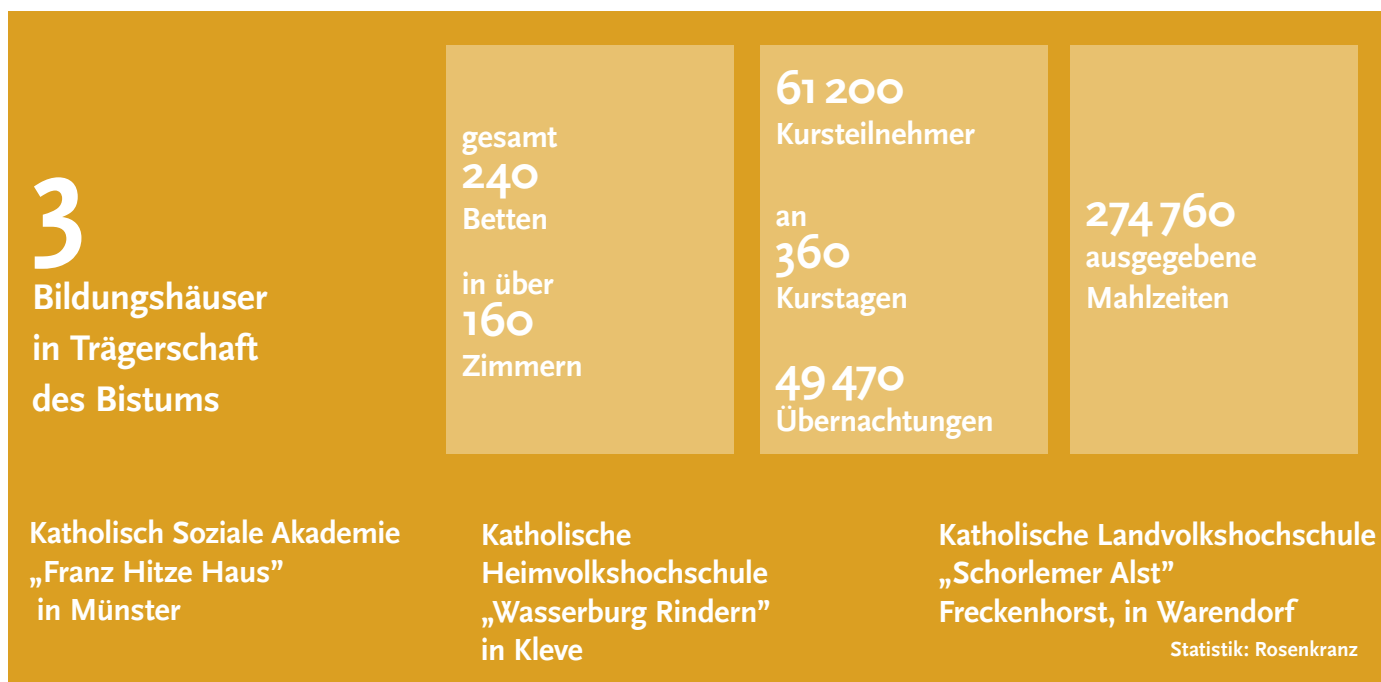 3
Bildungshäuser
in Trägerschaft
des Bistums
gesamt
240
Betten
in über
160
Zimmern
61 200
Kursteilnehmer
an
360
Kurstagen
49 470
Übernachtungen
274 760
ausgegebene
Mahlzeiten
Katholisch Soziale Akademie
„Franz Hitze Haus”
in Münster
Katholische
Heimvolkshochschule
„Wasserburg Rindern”
in Kleve
Katholische Landvolkshochschule
„Schorlemer Alst”
Freckenhorst, in Warendorf
Statistik: Rosenkranz